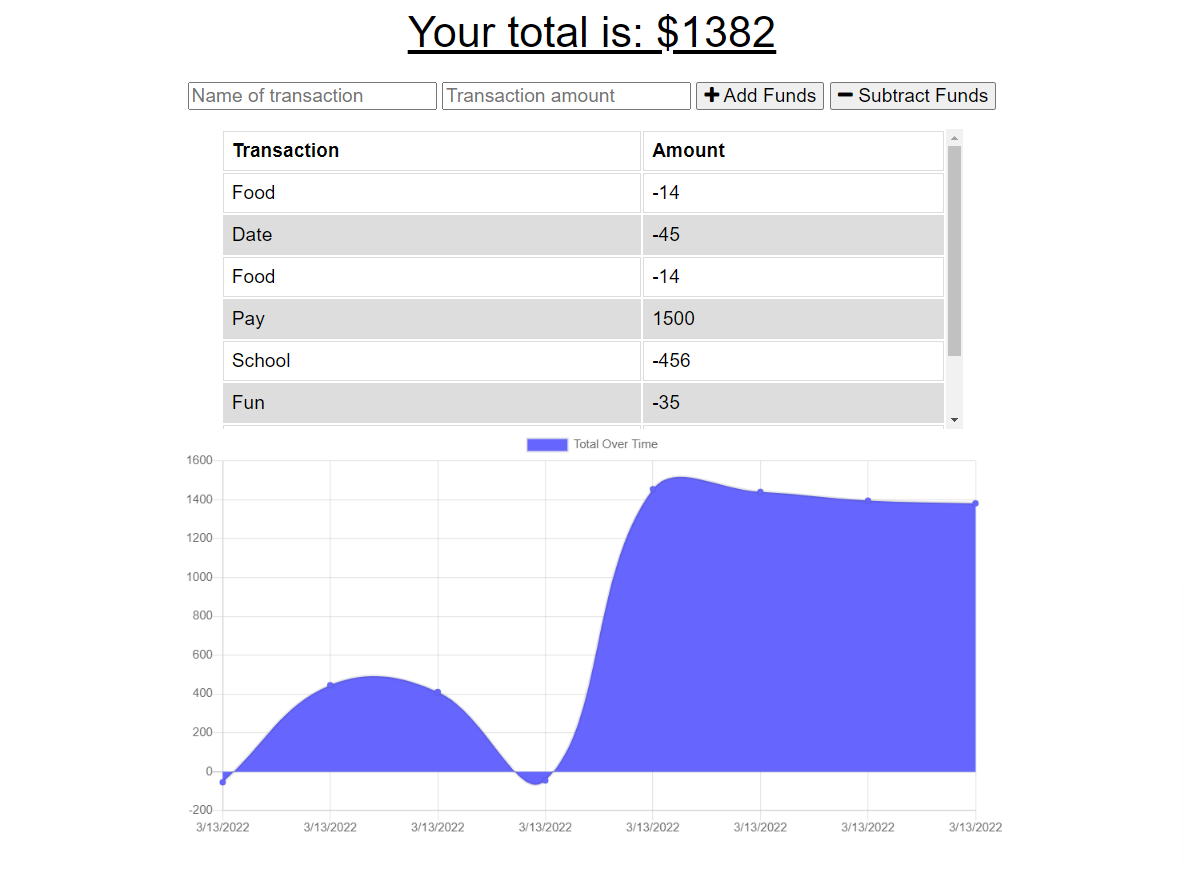 Your total is: $1382
Name of transaction Transaction amount Add Funds Subtract Funds
Transaction Amount
Food -14
Date -45
Food -14
Pay 1500
School -456
Fun -35
Total Over Time
1600
1400
1200
1000
800
600
400
200
0
-200
3/13/2022 3/13/2022 3/13/2022 3/13/2022 3/13/2022 3/13/2022 3/13/2022 3/13/2022